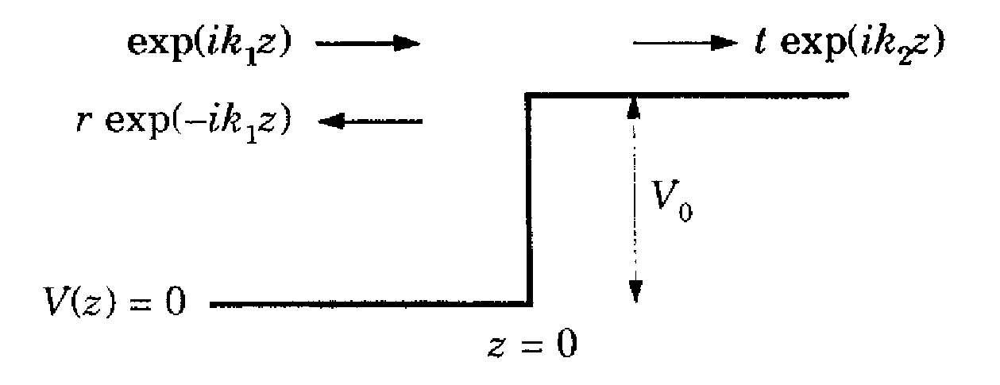 exp(ik₁z)
t exp(ik₂z)
r exp(–ik₁z)
V₀
V(z) = 0
z = 0